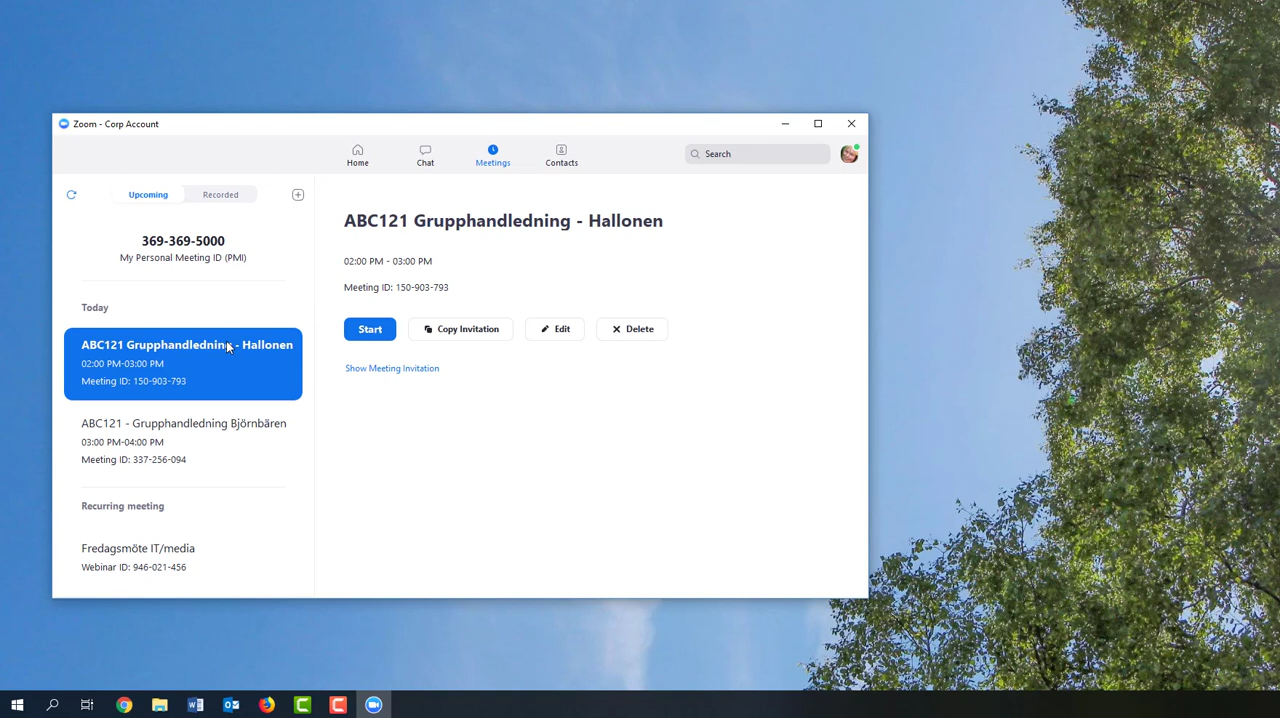 Zoom - Corp Account
Home
Chat
Meetings
Contacts
Search
Upcoming
Recorded
369-369-5000
My Personal Meeting ID (PMI)
Today
ABC121 Grupphandledning - Hallonen
02:00 PM-03:00 PM
Meeting ID: 150-903-793
ABC121 - Grupphandledning Björnbären
03:00 PM-04:00 PM
Meeting ID: 337-256-094
Recurring meeting
Fredagsmöte IT/media
Webinar ID: 946-021-456
ABC121 Grupphandledning - Hallonen
02:00 PM - 03:00 PM
Meeting ID: 150-903-793
Start
Copy Invitation
Edit
Delete
Show Meeting Invitation